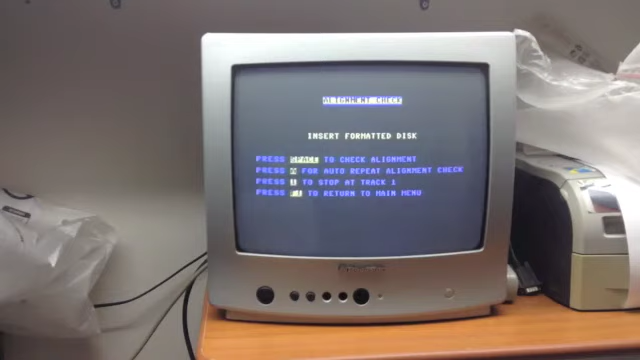 ALIGNMENT CHECK
INSERT FORMATTED DISK
PRESS SPACE TO CHECK ALIGNMENT
PRESS A FOR AUTO REPEAT ALIGNMENT CHECK
PRESS 1 TO STOP AT TRACK 1
PRESS F1 TO RETURN TO MAIN MENU